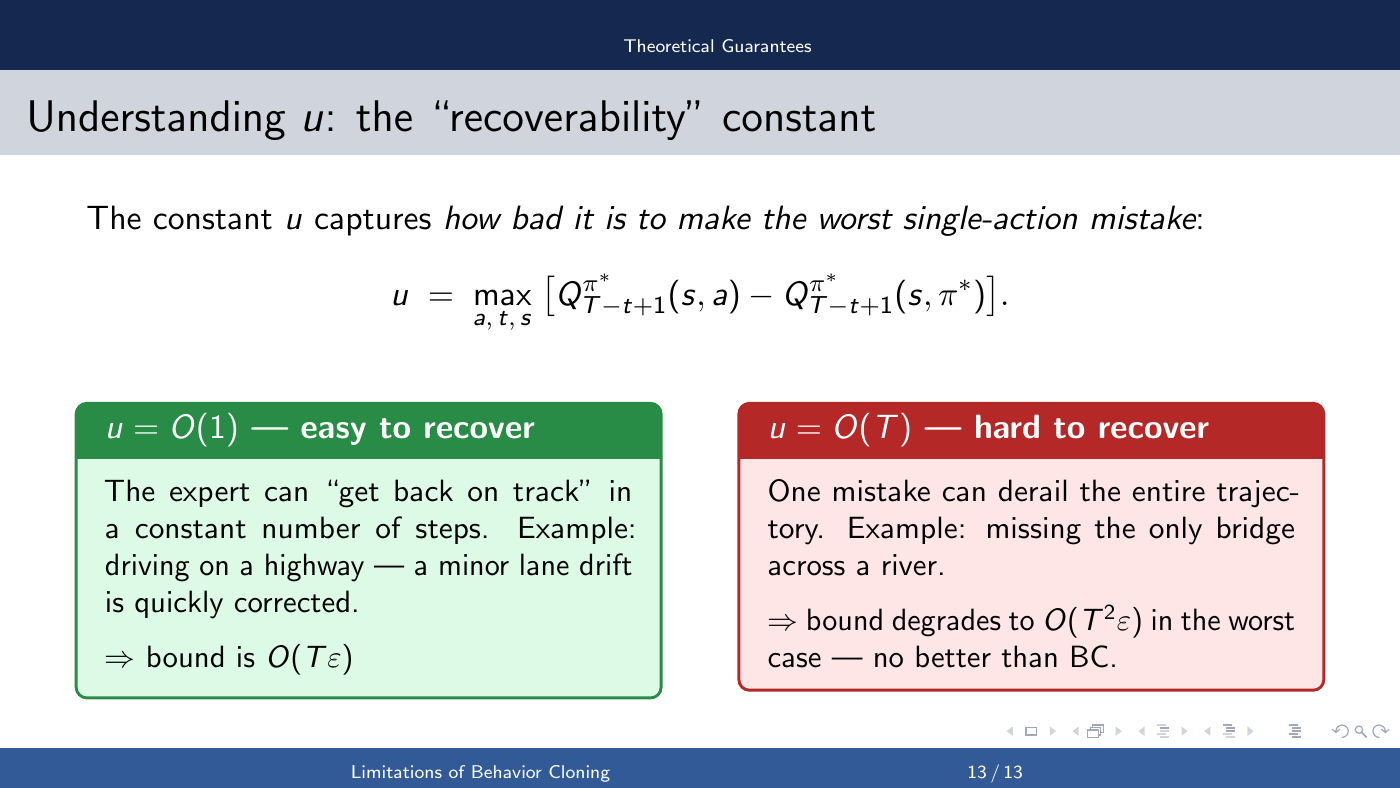 Theoretical Guarantees
Understanding u: the “recoverability” constant
The constant u captures how bad it is to make the worst single-action mistake:
u = max_{a, t, s} [Q^{π*}_{T−t+1}(s, a) − Q^{π*}_{T−t+1}(s, π*)].
u = O(1) — easy to recover
The expert can “get back on track” in
a constant number of steps. Example:
driving on a highway — a minor lane drift
is quickly corrected.
⇒ bound is O(Tε)
u = O(T) — hard to recover
One mistake can derail the entire trajec-
tory. Example: missing the only bridge
across a river.
⇒ bound degrades to O(T²ε) in the worst
case — no better than BC.
Limitations of Behavior Cloning
13 / 13